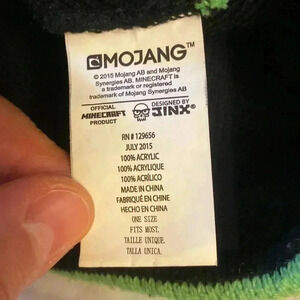 MOJANG™
© 2015 Mojang AB and Mojang
Synergies AB. MINECRAFT is
a trademark or registered
trademark of Mojang Synergies AB
OFFICIAL
MINECRAFT
PRODUCT
DESIGNED BY
JINX®
RN # 129656
JULY 2015
100% ACRYLIC
100% ACRYLIQUE
100% ACRÍLICO
MADE IN CHINA
FABRIQUÉ EN CHINE
HECHO EN CHINA
ONE SIZE
FITS MOST.
TAILLE UNIQUE.
TALLA UNICA.